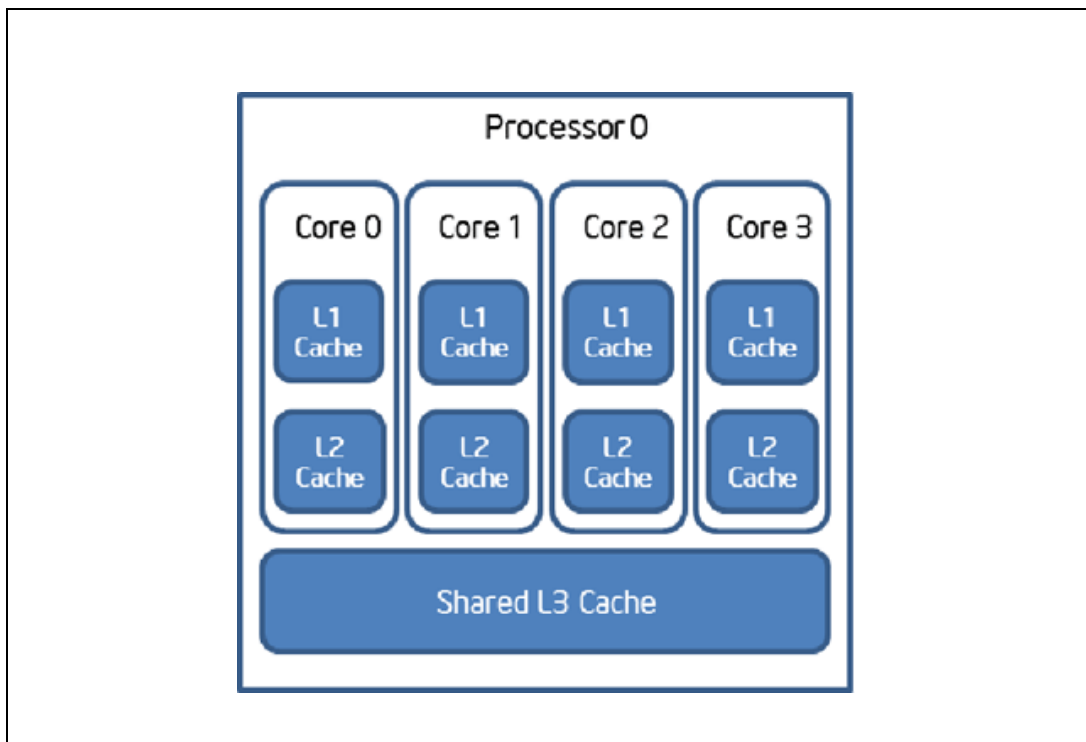 Processor 0
Core 0
Core 1
Core 2
Core 3
L1
Cache
L1
Cache
L1
Cache
L1
Cache
L2
Cache
L2
Cache
L2
Cache
L2
Cache
Shared L3 Cache